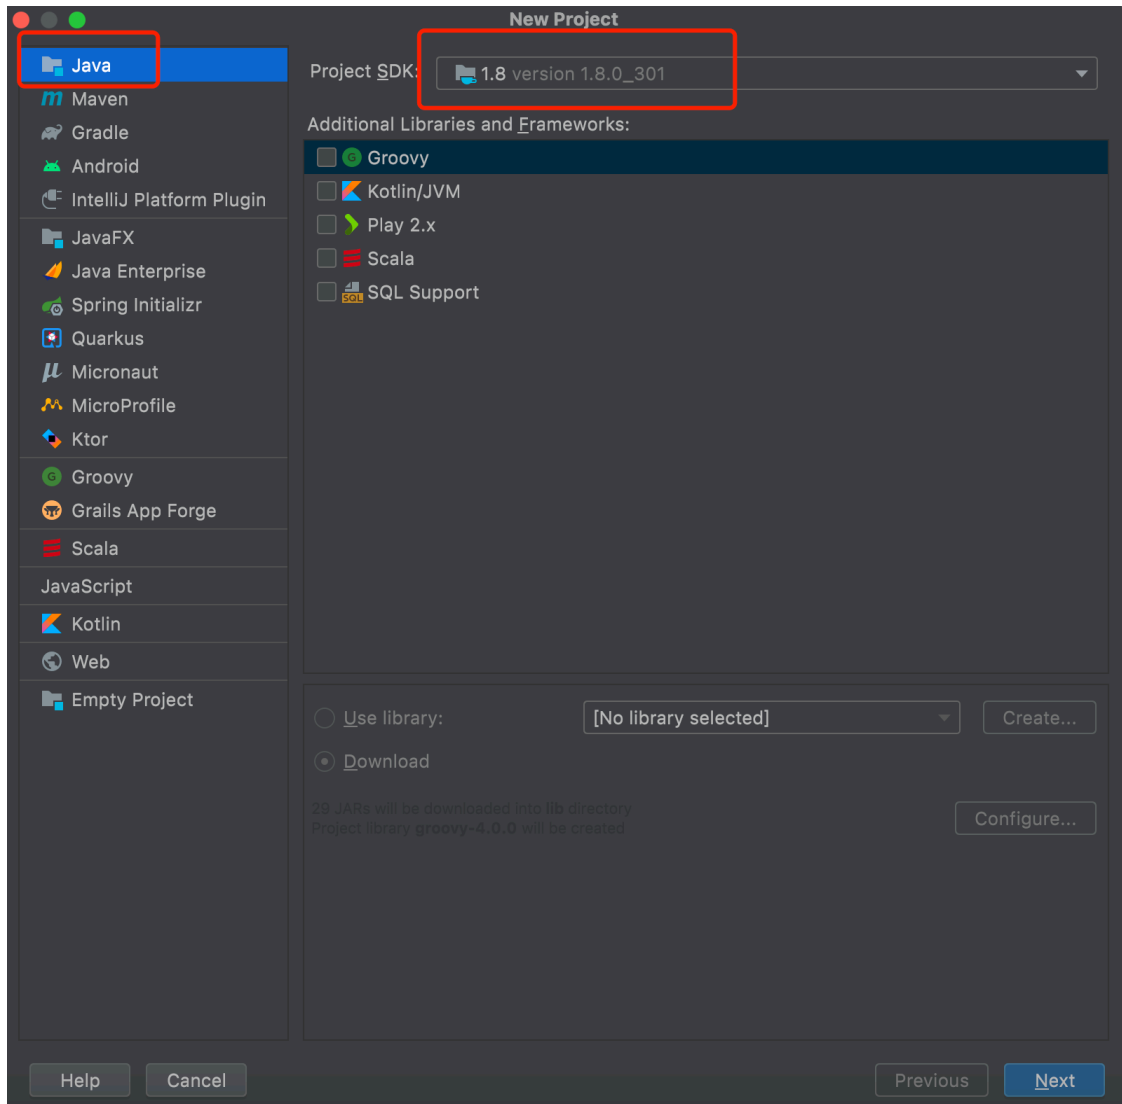 New Project
Java
Maven
Gradle
Android
IntelliJ Platform Plugin
JavaFX
Java Enterprise
Spring Initializr
Quarkus
Micronaut
MicroProfile
Ktor
Groovy
Grails App Forge
Scala
JavaScript
Kotlin
Web
Empty Project
Project SDK: 1.8 version 1.8.0_301
Additional Libraries and Frameworks:
Groovy
Kotlin/JVM
Play 2.x
Scala
SQL Support
Use library: [No library selected] Create...
Download
29 JARs will be downloaded into lib directory
Project library groovy-4.0.0 will be created
Configure...
Help Cancel Previous Next